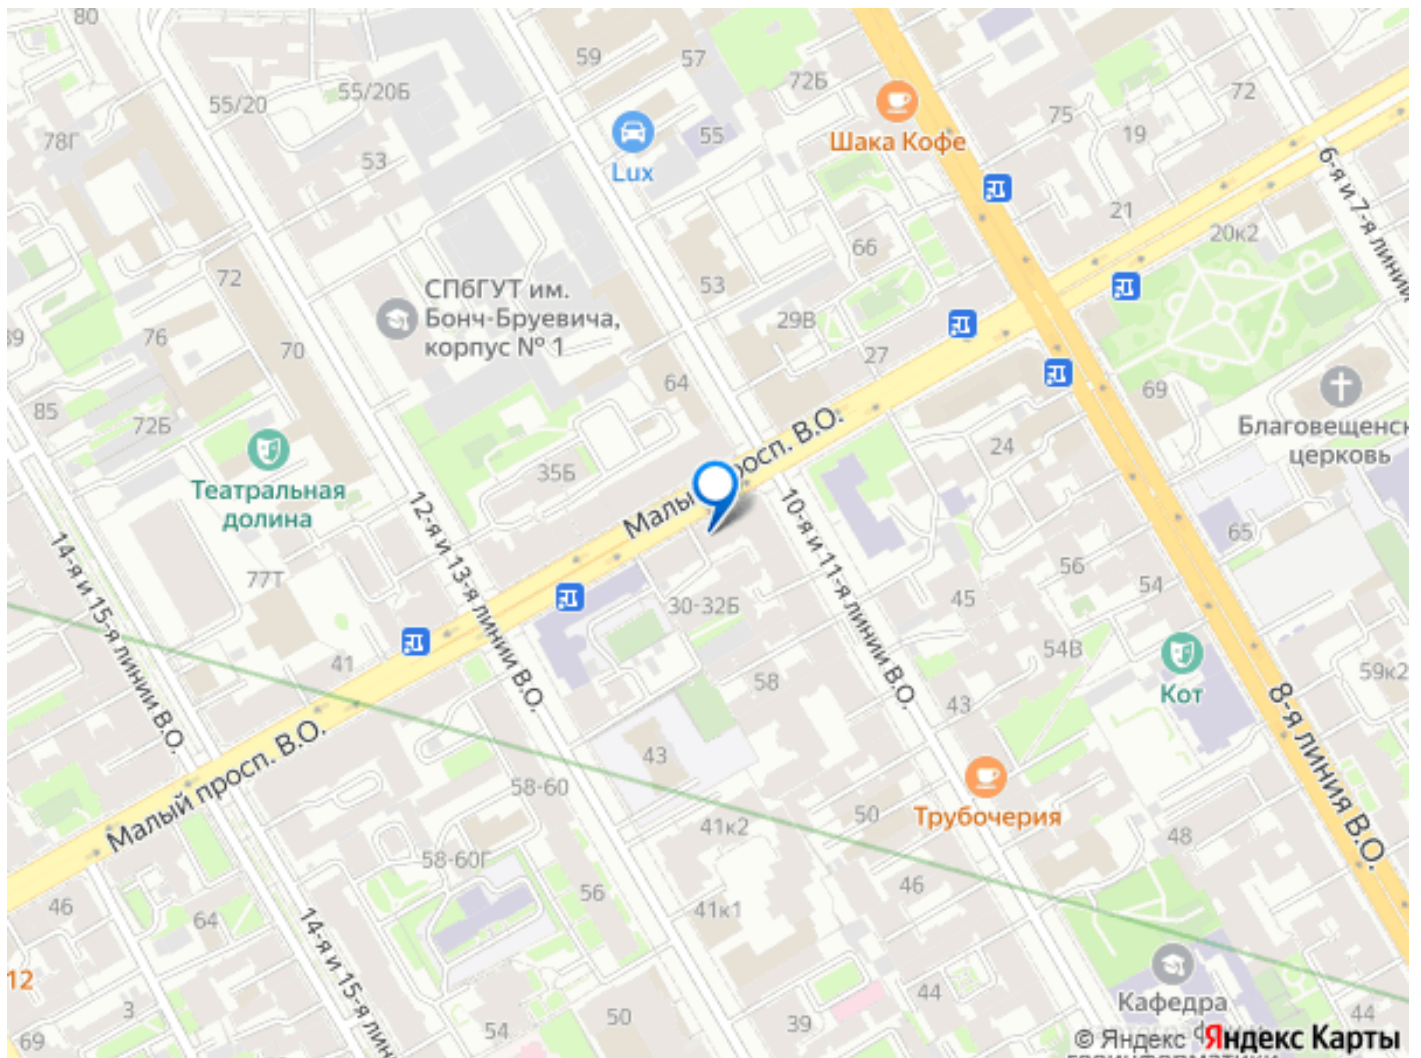 80
59
57
72Б
72
55/20
55/20Б
Шака Кофе
75
19
78Г
53
Lux
55
6-я и 7-я линии
21
20к2
66
72
СПбГУТ им.
Бонч-Бруевича,
корпус № 1
53
29В
76
70
27
64
69
85
72Б
Малый просп. В.О.
24
Благовещенск
церковь
35Б
Театральная
долина
12-я и 13-я линии В.О.
10-я и 11-я линии В.О.
65
14-я и 15-я линии В.О.
77Т
56
54
30-32Б
45
54В
41
58
Кот
59к2
43
8-я линия В.О.
Малый просп. В.О.
43
58-60
Трубочерия
50
41к2
48
58-60Г
46
56
46
64
41к1
14-я и 15-я лин
12
3
Кафедра
44
69
54
50
39
44
© Яндекс Яндекс Карты